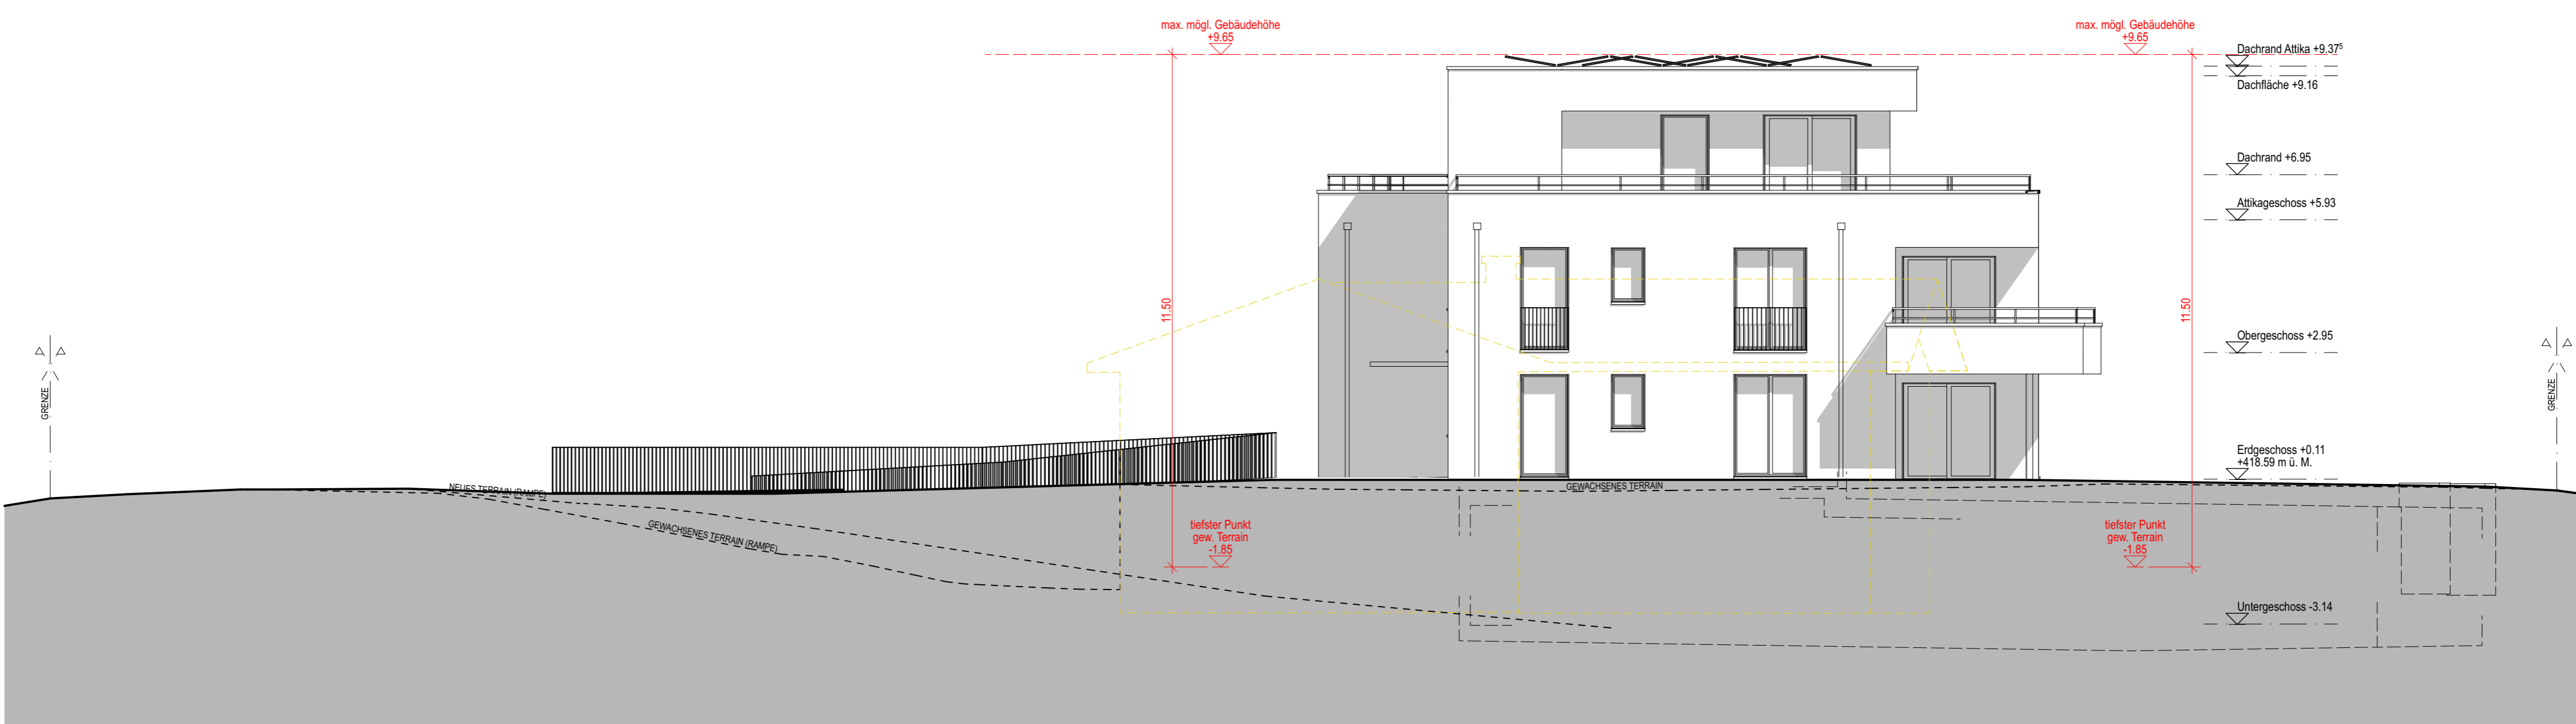 max. mögl. Gebäudehöhe
+9.65
max. mögl. Gebäudehöhe
+9.65
Dachrand Attika +9.37⁵
Dachfläche +9.16
Dachrand +6.95
Attikageschoss +5.93
11.50
11.50
Obergeschoss +2.95
GRENZE
GRENZE
Erdgeschoss +0.11
+418.59 m ü. M.
NEUES TERRAIN (RAMPE)
GEWACHSENES TERRAIN
GEWACHSENES TERRAIN (RAMPE)
tiefster Punkt
gew. Terrain
-1.85
tiefster Punkt
gew. Terrain
-1.85
Untergeschoss -3.14